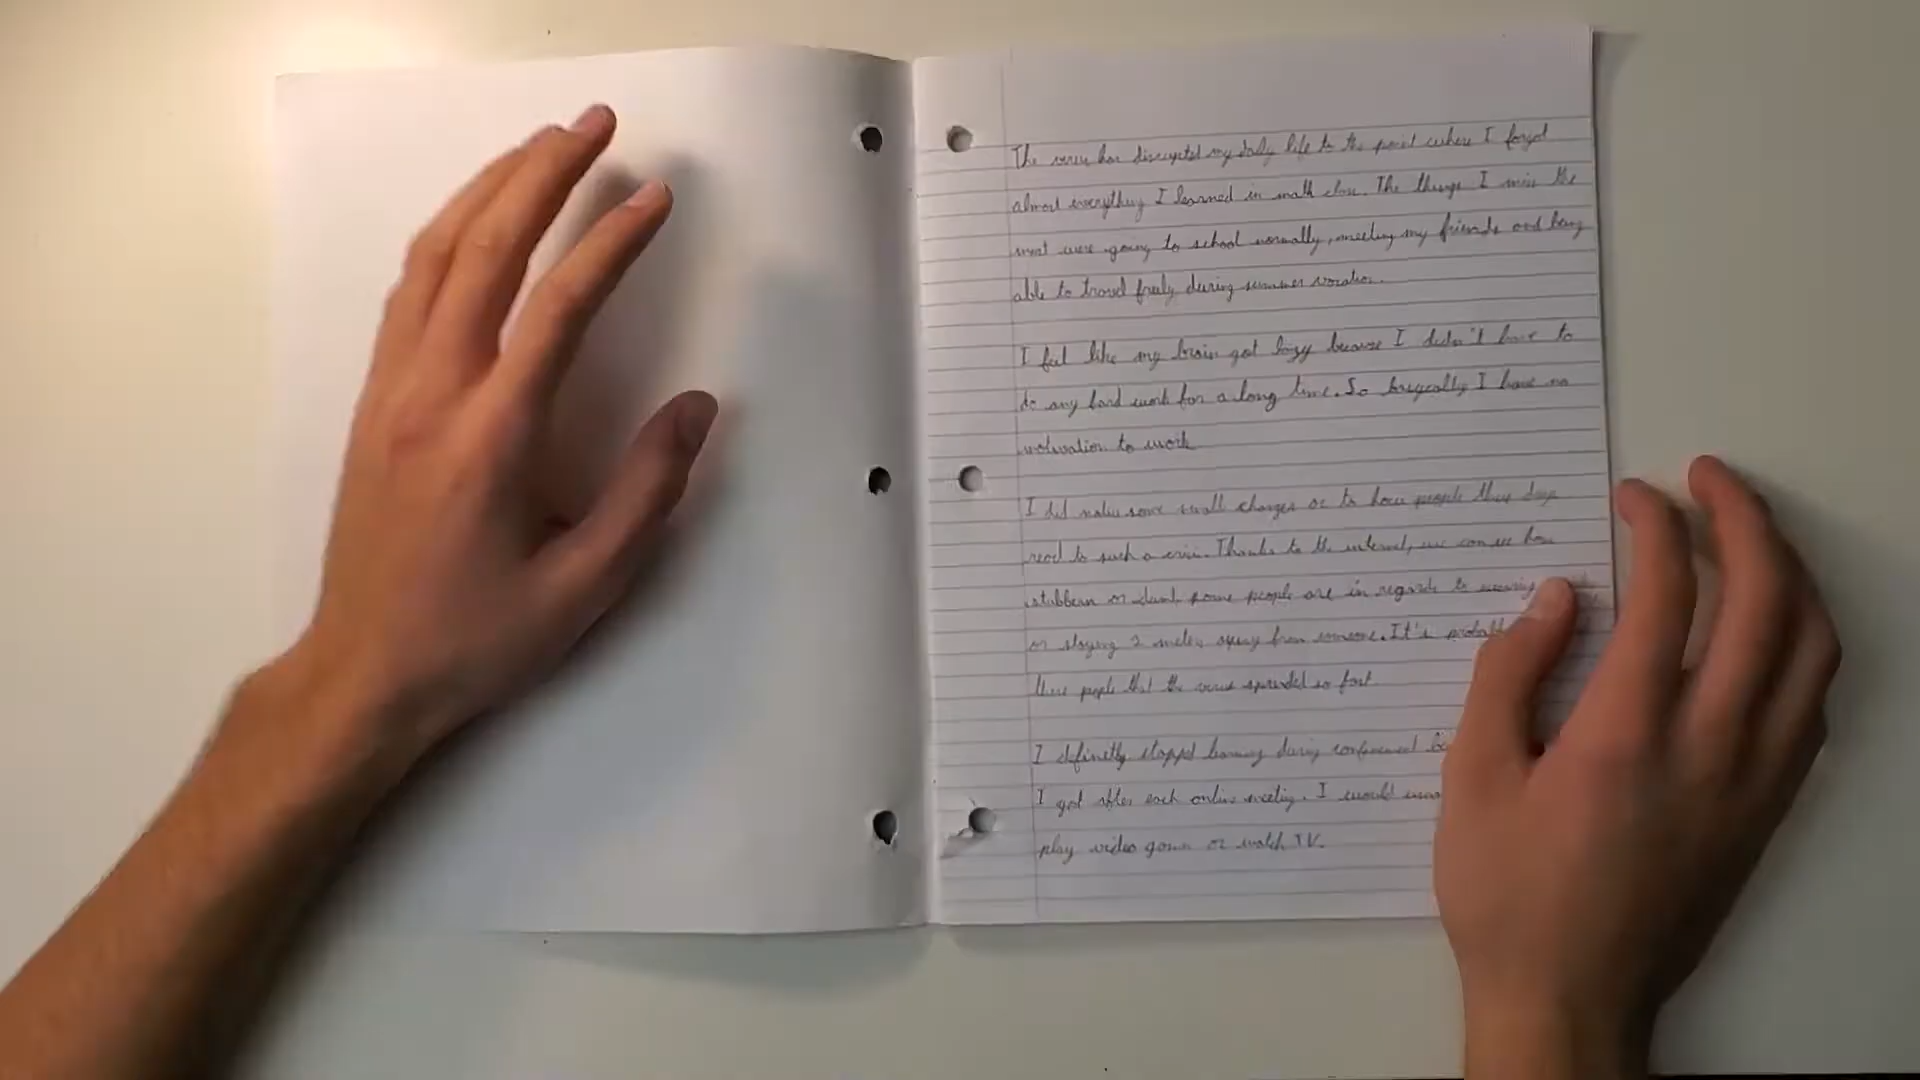 The virus has discrupted my daily life to the point where I forgot
almost everything I learned in math class. The things I miss the
most were going to school normally, meeting my friends and being
able to travel freely during summer vacation.
I feel like my brain got lazy because I didn't have to
do any hard work for a long time. So basycally I have no
motivation to work
I did notice some small changes or to how people they
react to such a crisis. Thanks to the internet, we can see how
stubborn or dumb some people are in regards to wearing
or staying 2 meters away from someone. It's
these people that the virus spreaded so fast
I definetly stopped learning during confinement
I got after each online meeting. I would
play video games or watch TV.